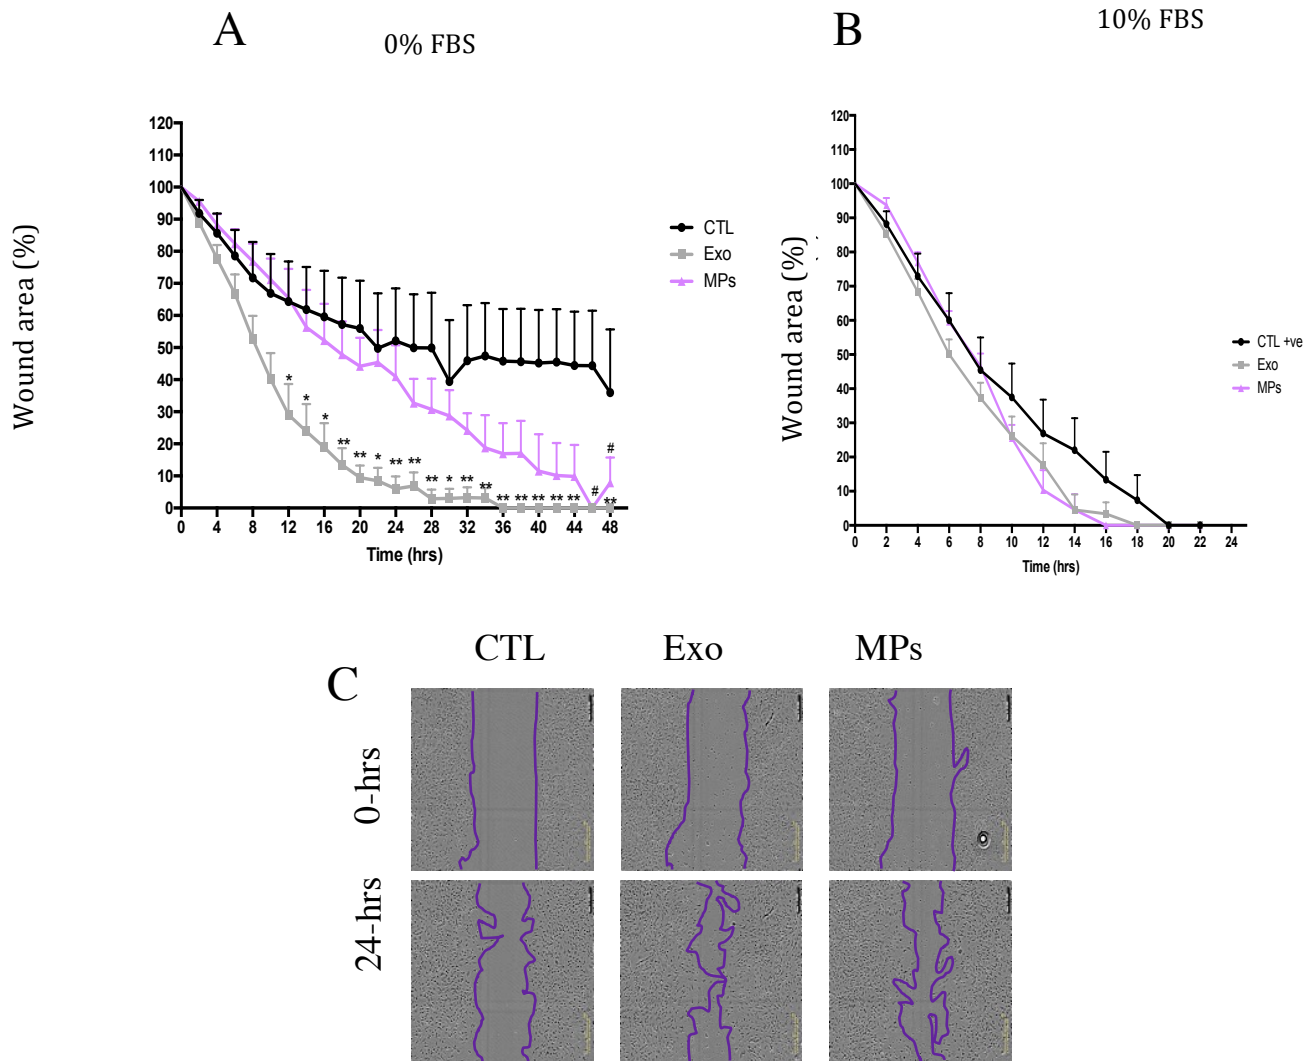 A
0% FBS
B
10% FBS
Wound area (%)
120
110
100
90
80
70
60
50
40
30
20
10
0
* * * ** ** * ** ** ** * ** ** ** ** ** ** ** # # **
0 4 8 12 16 20 24 28 32 36 40 44 48
Time (hrs)
CTL
Exo
MPs
Wound area (%)
120
110
100
90
80
70
60
50
40
30
20
10
0
0 2 4 6 8 10 12 14 16 18 20 22 24
Time (hrs)
CTL +ve
Exo
MPs
C
CTL Exo MPs
0-hrs
24-hrs